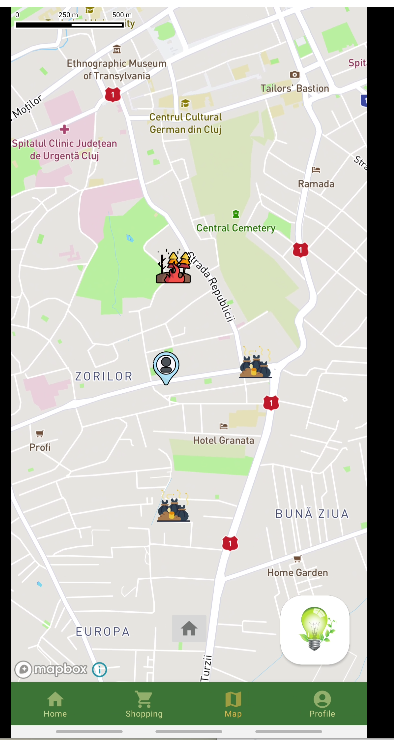 0 250 m 500 m
ity
Ethnographic Museum
of Transylvania
Moților
1
Tailors' Bastion
Spit
Centrul Cultural
German din Cluj
Spitalul Clinic Județean
de Urgență Cluj
Stra
Ramada
Central Cemetery
1
Strada Republicii
ZORILOR
1
Profi
Hotel Granata
BUNĂ ZIUA
1
Home Garden
EUROPA
Turzii
mapbox
Home Shopping Map Profile